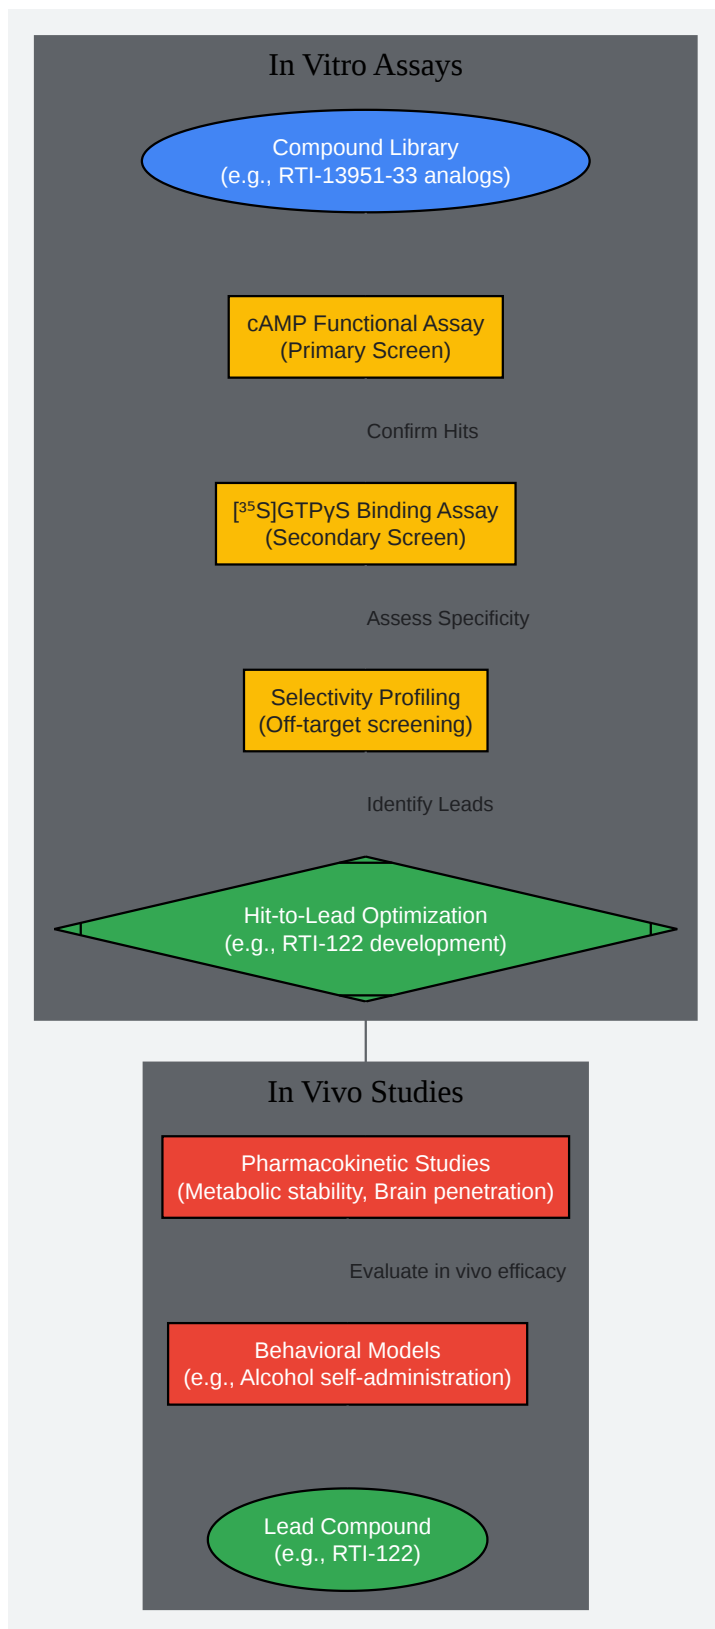 In Vitro Assays
Compound Library
(e.g., RTI-13951-33 analogs)
cAMP Functional Assay
(Primary Screen)
Confirm Hits
[³⁵S]GTPγS Binding Assay
(Secondary Screen)
Assess Specificity
Selectivity Profiling
(Off-target screening)
Identify Leads
Hit-to-Lead Optimization
(e.g., RTI-122 development)
In Vivo Studies
Pharmacokinetic Studies
(Metabolic stability, Brain penetration)
Evaluate in vivo efficacy
Behavioral Models
(e.g., Alcohol self-administration)
Lead Compound
(e.g., RTI-122)